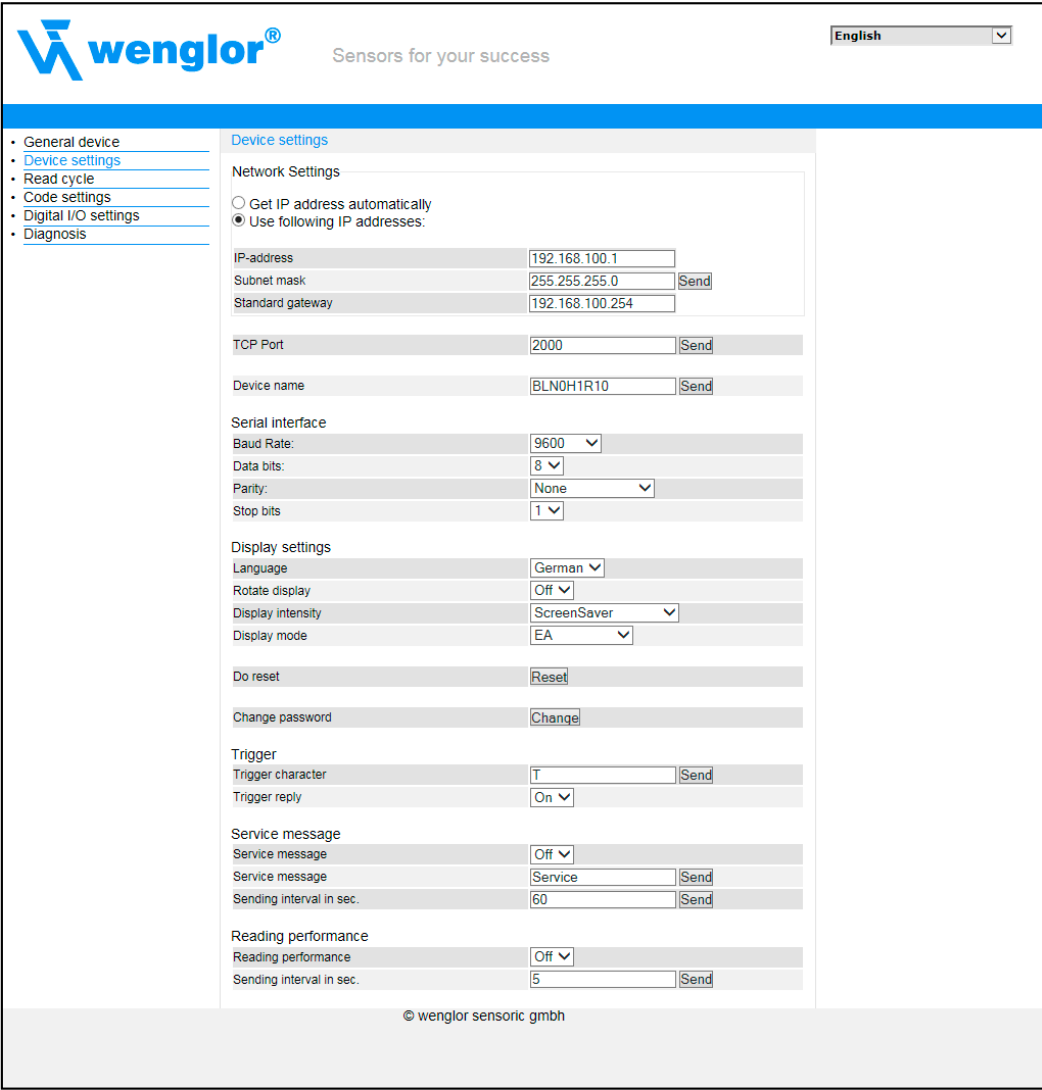 wenglor®
Sensors for your success
English
General device
Device settings
Read cycle
Code settings
Digital I/O settings
Diagnosis
Device settings
Network Settings
Get IP address automatically
Use following IP addresses:
IP-address 192.168.100.1
Subnet mask 255.255.255.0 Send
Standard gateway 192.168.100.254
TCP Port 2000 Send
Device name BLN0H1R10 Send
Serial interface
Baud Rate: 9600
Data bits: 8
Parity: None
Stop bits 1
Display settings
Language German
Rotate display Off
Display intensity ScreenSaver
Display mode EA
Do reset Reset
Change password Change
Trigger
Trigger character T Send
Trigger reply On
Service message
Service message Off
Service message Service Send
Sending interval in sec. 60 Send
Reading performance
Reading performance Off
Sending interval in sec. 5 Send
© wenglor sensoric gmbh